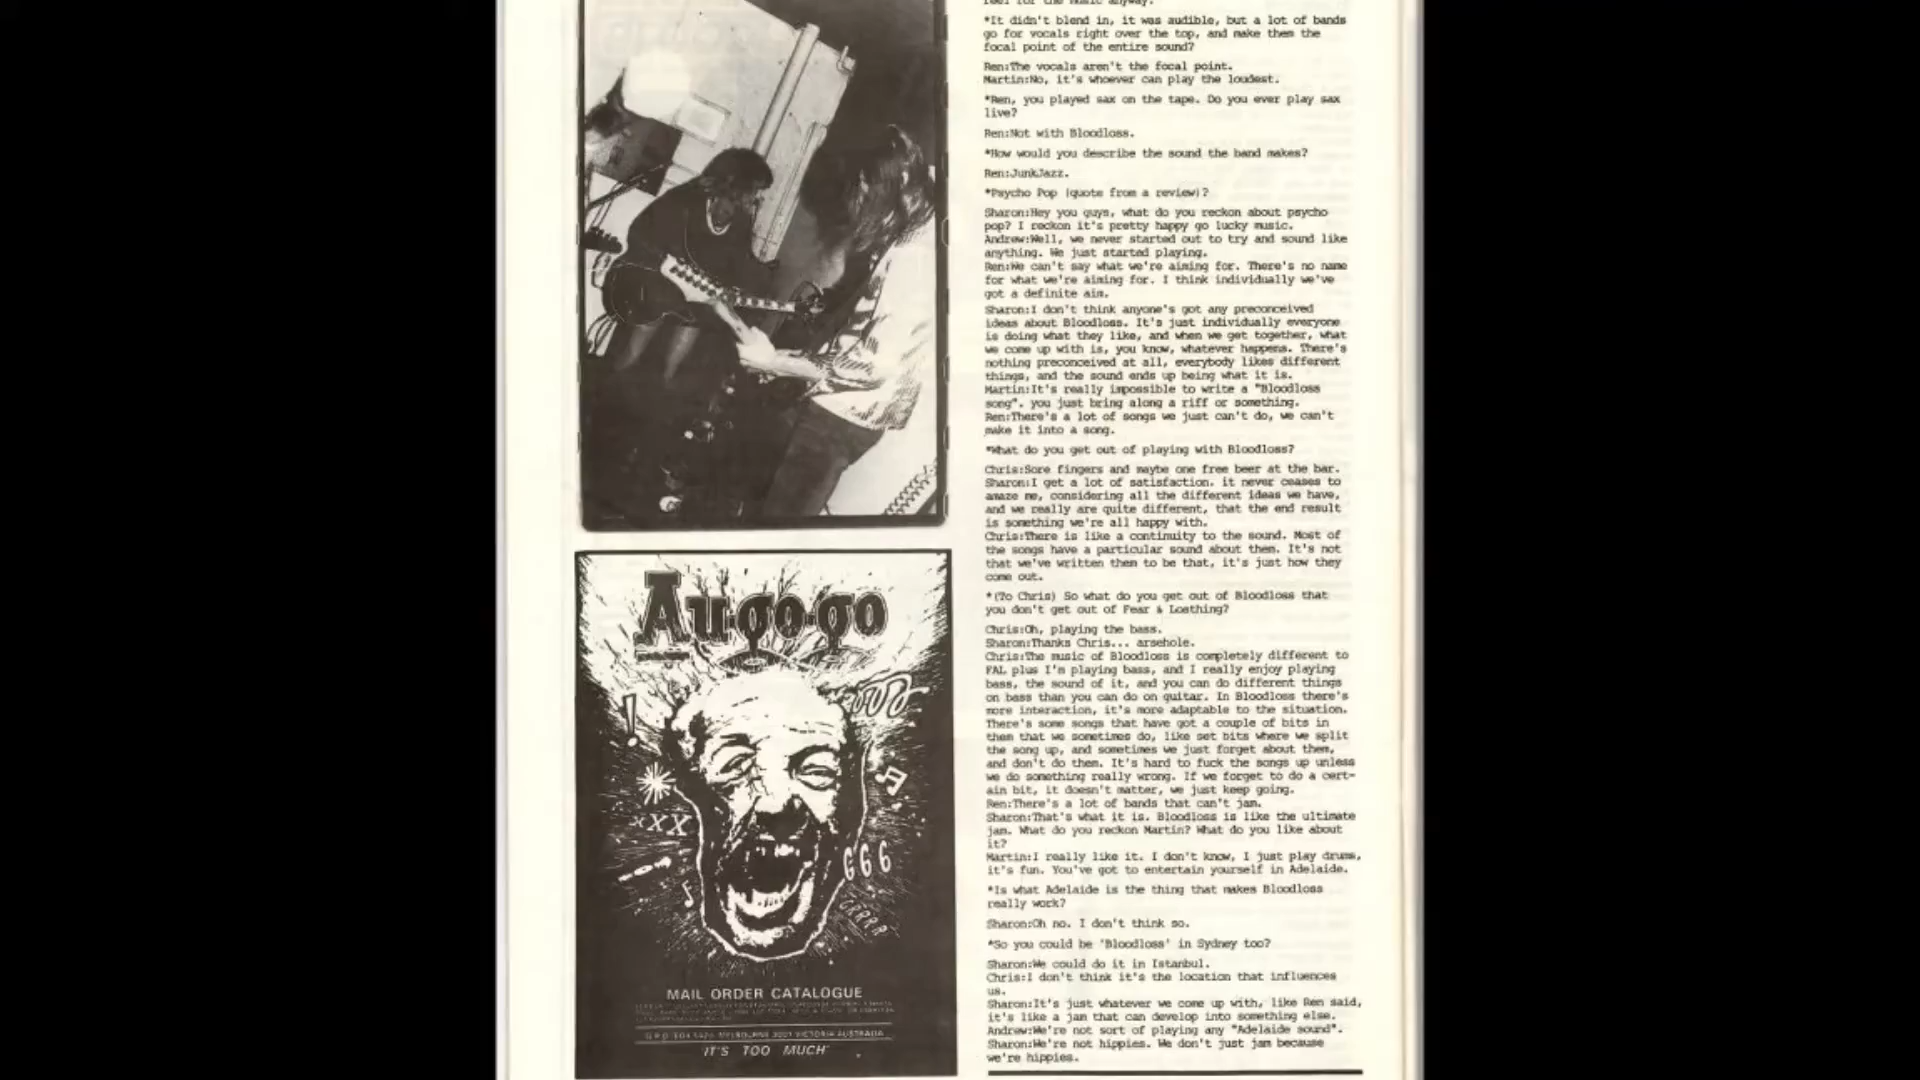 feel for the music anyway.
*It didn't blend in, it was audible, but a lot of bands
go for vocals right over the top, and make them the
focal point of the entire sound?
Ren:The vocals aren't the focal point.
Martin:No, it's whoever can play the loudest.
*Ren, you played sax on the tape. Do you ever play sax
live?
Ren:Not with Bloodloss.
*How would you describe the sound the band makes?
Ren:JunkJazz.
*Psycho Pop (quote from a review)?
Sharon:Hey you guys, what do you reckon about psycho
pop? I reckon it's pretty happy go lucky music.
Andrew:Well, we never started out to try and sound like
anything. We just started playing.
Ren:We can't say what we're aiming for. There's no name
for what we're aiming for. I think individually we've
got a definite aim.
Sharon:I don't think anyone's got any preconceived
ideas about Bloodloss. It's just individually everyone
is doing what they like, and when we get together, what
we come up with is, you know, whatever happens. There's
nothing preconceived at all, everybody likes different
things, and the sound ends up being what it is.
Martin:It's really impossible to write a "Bloodloss
song". you just bring along a riff or something.
Ren:There's a lot of songs we just can't do, we can't
make it into a song.
*What do you get out of playing with Bloodloss?
Chris:Sore fingers and maybe one free beer at the bar.
Sharon:I get a lot of satisfaction. it never ceases to
amaze me, considering all the different ideas we have,
and we really are quite different, that the end result
is something we're all happy with.
Chris:There is like a continuity to the sound. Most of
the songs have a particular sound about them. It's not
that we've written them to be that, it's just how they
come out.
*(To Chris) So what do you get out of Bloodloss that
you don't get out of Fear & Loathing?
Chris:Oh, playing the bass.
Sharon:Thanks Chris... arsehole.
Chris:The music of Bloodloss is completely different to
FAL plus I'm playing bass, and I really enjoy playing
bass, the sound of it, and you can do different things
on bass than you can do on guitar. In Bloodloss there's
more interaction, it's more adaptable to the situation.
There's some songs that have got a couple of bits in
them that we sometimes do, like set bits where we split
the song up, and sometimes we just forget about them,
and don't do them. It's hard to fuck the songs up unless
we do something really wrong. If we forget to do a cert-
ain bit, it doesn't matter, we just keep going.
Ren:There's a lot of bands that can't jam.
Sharon:That's what it is. Bloodloss is like the ultimate
jam. What do you reckon Martin? What do you like about
it?
Martin:I really like it. I don't know, I just play drums,
it's fun. You've got to entertain yourself in Adelaide.
*Is what Adelaide is the thing that makes Bloodloss
really work?
Sharon:Oh no. I don't think so.
*So you could be 'Bloodloss' in Sydney too?
Sharon:We could do it in Istanbul.
Chris:I don't think it's the location that influences
us.
Sharon:It's just whatever we come up with, like Ren said,
it's like a jam that can develop into something else.
Andrew:We're not sort of playing any "Adelaide sound".
Sharon:We're not hippies. We don't just jam because
we're hippies.
Au·go·go
!
XXX
666
GRRRR
MAIL ORDER CATALOGUE
G.P.O. BOX MELBOURNE 3001 VICTORIA AUSTRALIA
IT'S TOO MUCH